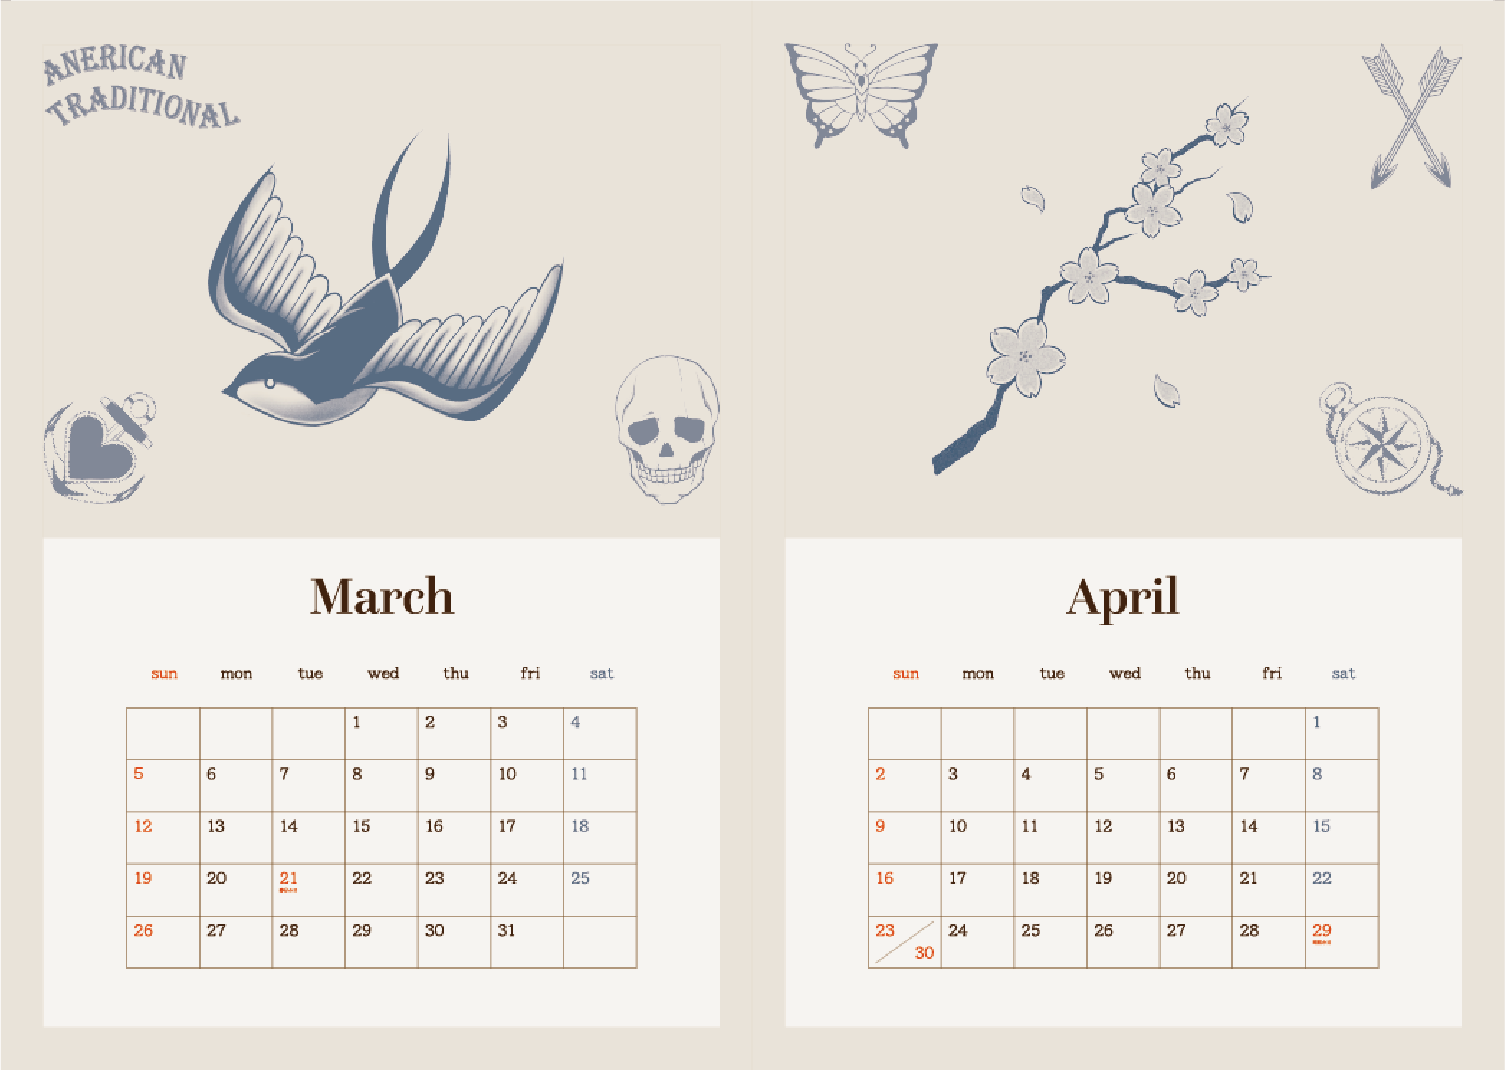 ANERICAN
TRADITIONAL
March
sun mon tue wed thu fri sat
1 2 3 4
5 6 7 8 9 10 11
12 13 14 15 16 17 18
19 20 21 22 23 24 25
26 27 28 29 30 31
April
sun mon tue wed thu fri sat
1
2 3 4 5 6 7 8
9 10 11 12 13 14 15
16 17 18 19 20 21 22
23 24 25 26 27 28 29
30